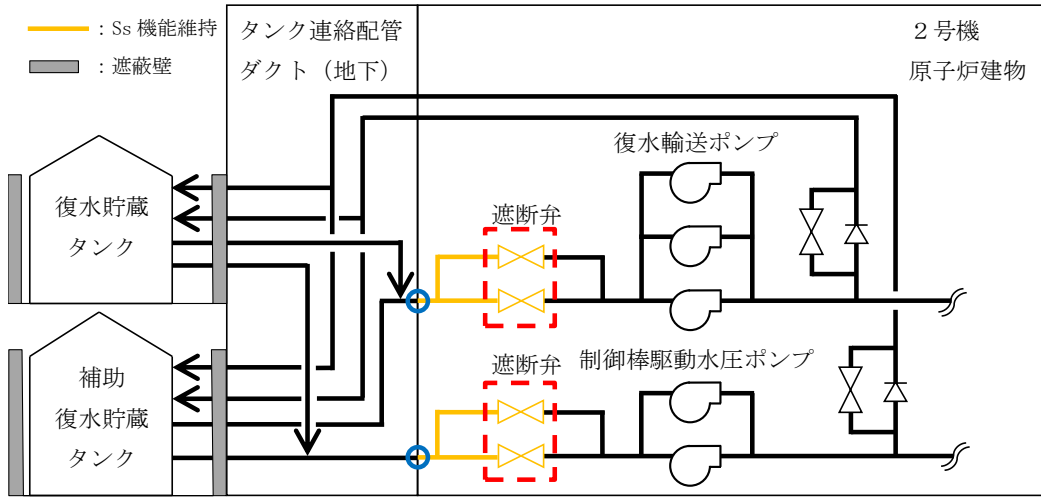 ：Ss 機能維持
：遮蔽壁
タンク連絡配管
ダクト（地下）
２号機
原子炉建物
復水貯蔵
タンク
遮断弁
復水輸送ポンプ
補助
復水貯蔵
タンク
遮断弁
制御棒駆動水圧ポンプ